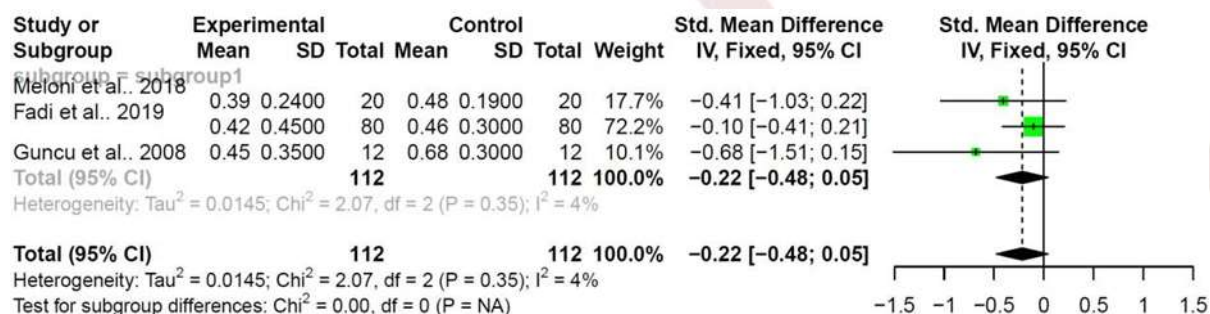 Study or Experimental Control Std. Mean Difference Std. Mean Difference
Subgroup Mean SD Total Mean SD Total Weight IV, Fixed, 95% CI IV, Fixed, 95% CI
subgroup = subgroup1
Meloni et al.. 2018 0.39 0.2400 20 0.48 0.1900 20 17.7% −0.41 [−1.03; 0.22]
Fadi et al.. 2019 0.42 0.4500 80 0.46 0.3000 80 72.2% −0.10 [−0.41; 0.21]
Guncu et al.. 2008 0.45 0.3500 12 0.68 0.3000 12 10.1% −0.68 [−1.51; 0.15]
Total (95% CI) 112 112 100.0% −0.22 [−0.48; 0.05]
Heterogeneity: Tau² = 0.0145; Chi² = 2.07, df = 2 (P = 0.35); I² = 4%
Total (95% CI) 112 112 100.0% −0.22 [−0.48; 0.05]
Heterogeneity: Tau² = 0.0145; Chi² = 2.07, df = 2 (P = 0.35); I² = 4%
Test for subgroup differences: Chi² = 0.00, df = 0 (P = NA)
−1.5 −1 −0.5 0 0.5 1 1.5